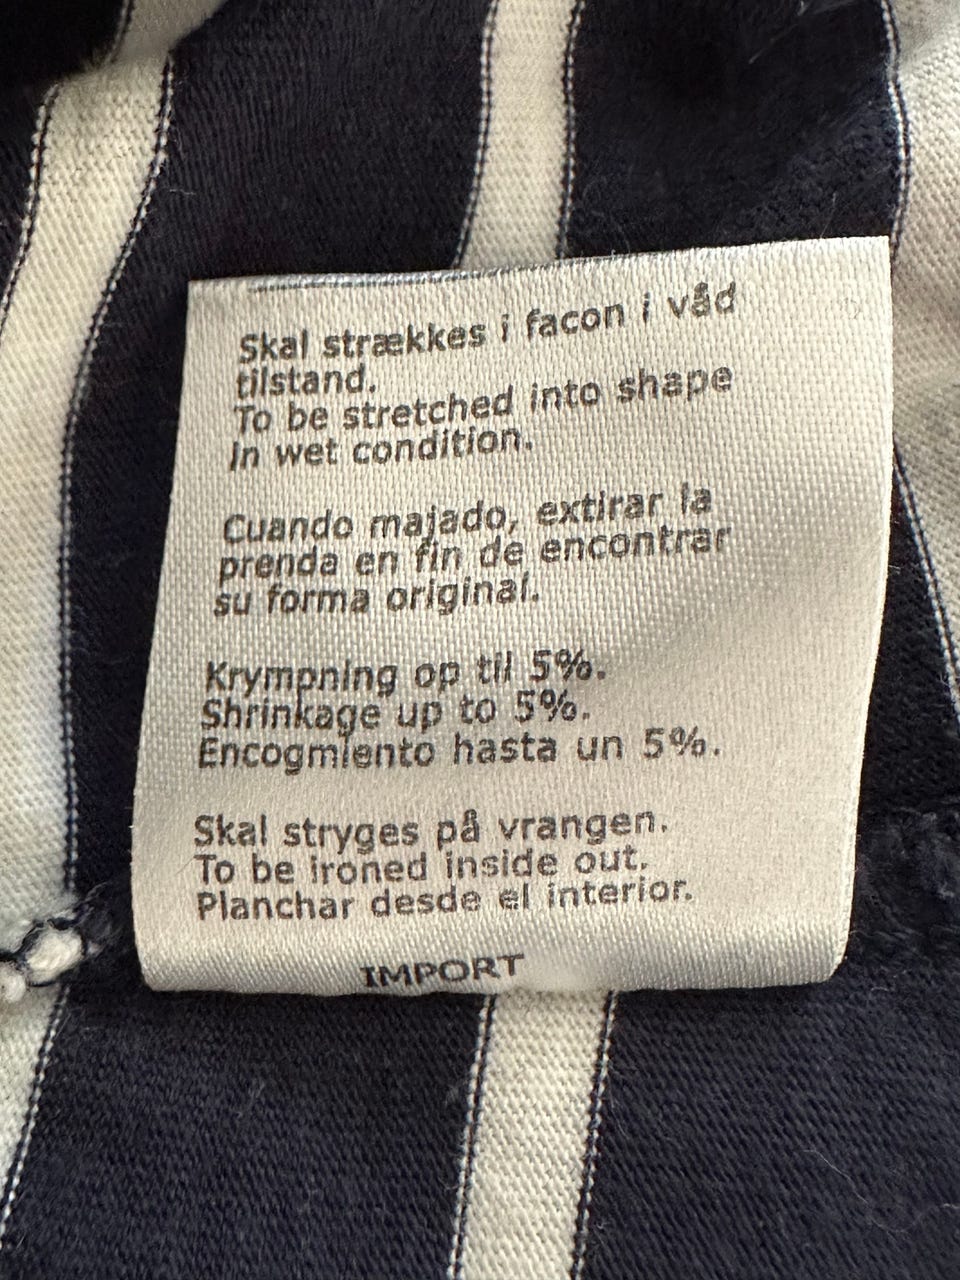 Skal strækkes i facon i våd
tilstand.
To be stretched into shape
In wet condition.
Cuando majado, extirar la
prenda en fin de encontrar
su forma original.
Krympning op til 5%.
Shrinkage up to 5%.
Encogmiento hasta un 5%.
Skal stryges på vrangen.
To be ironed inside out.
Planchar desde el interior.
IMPORT